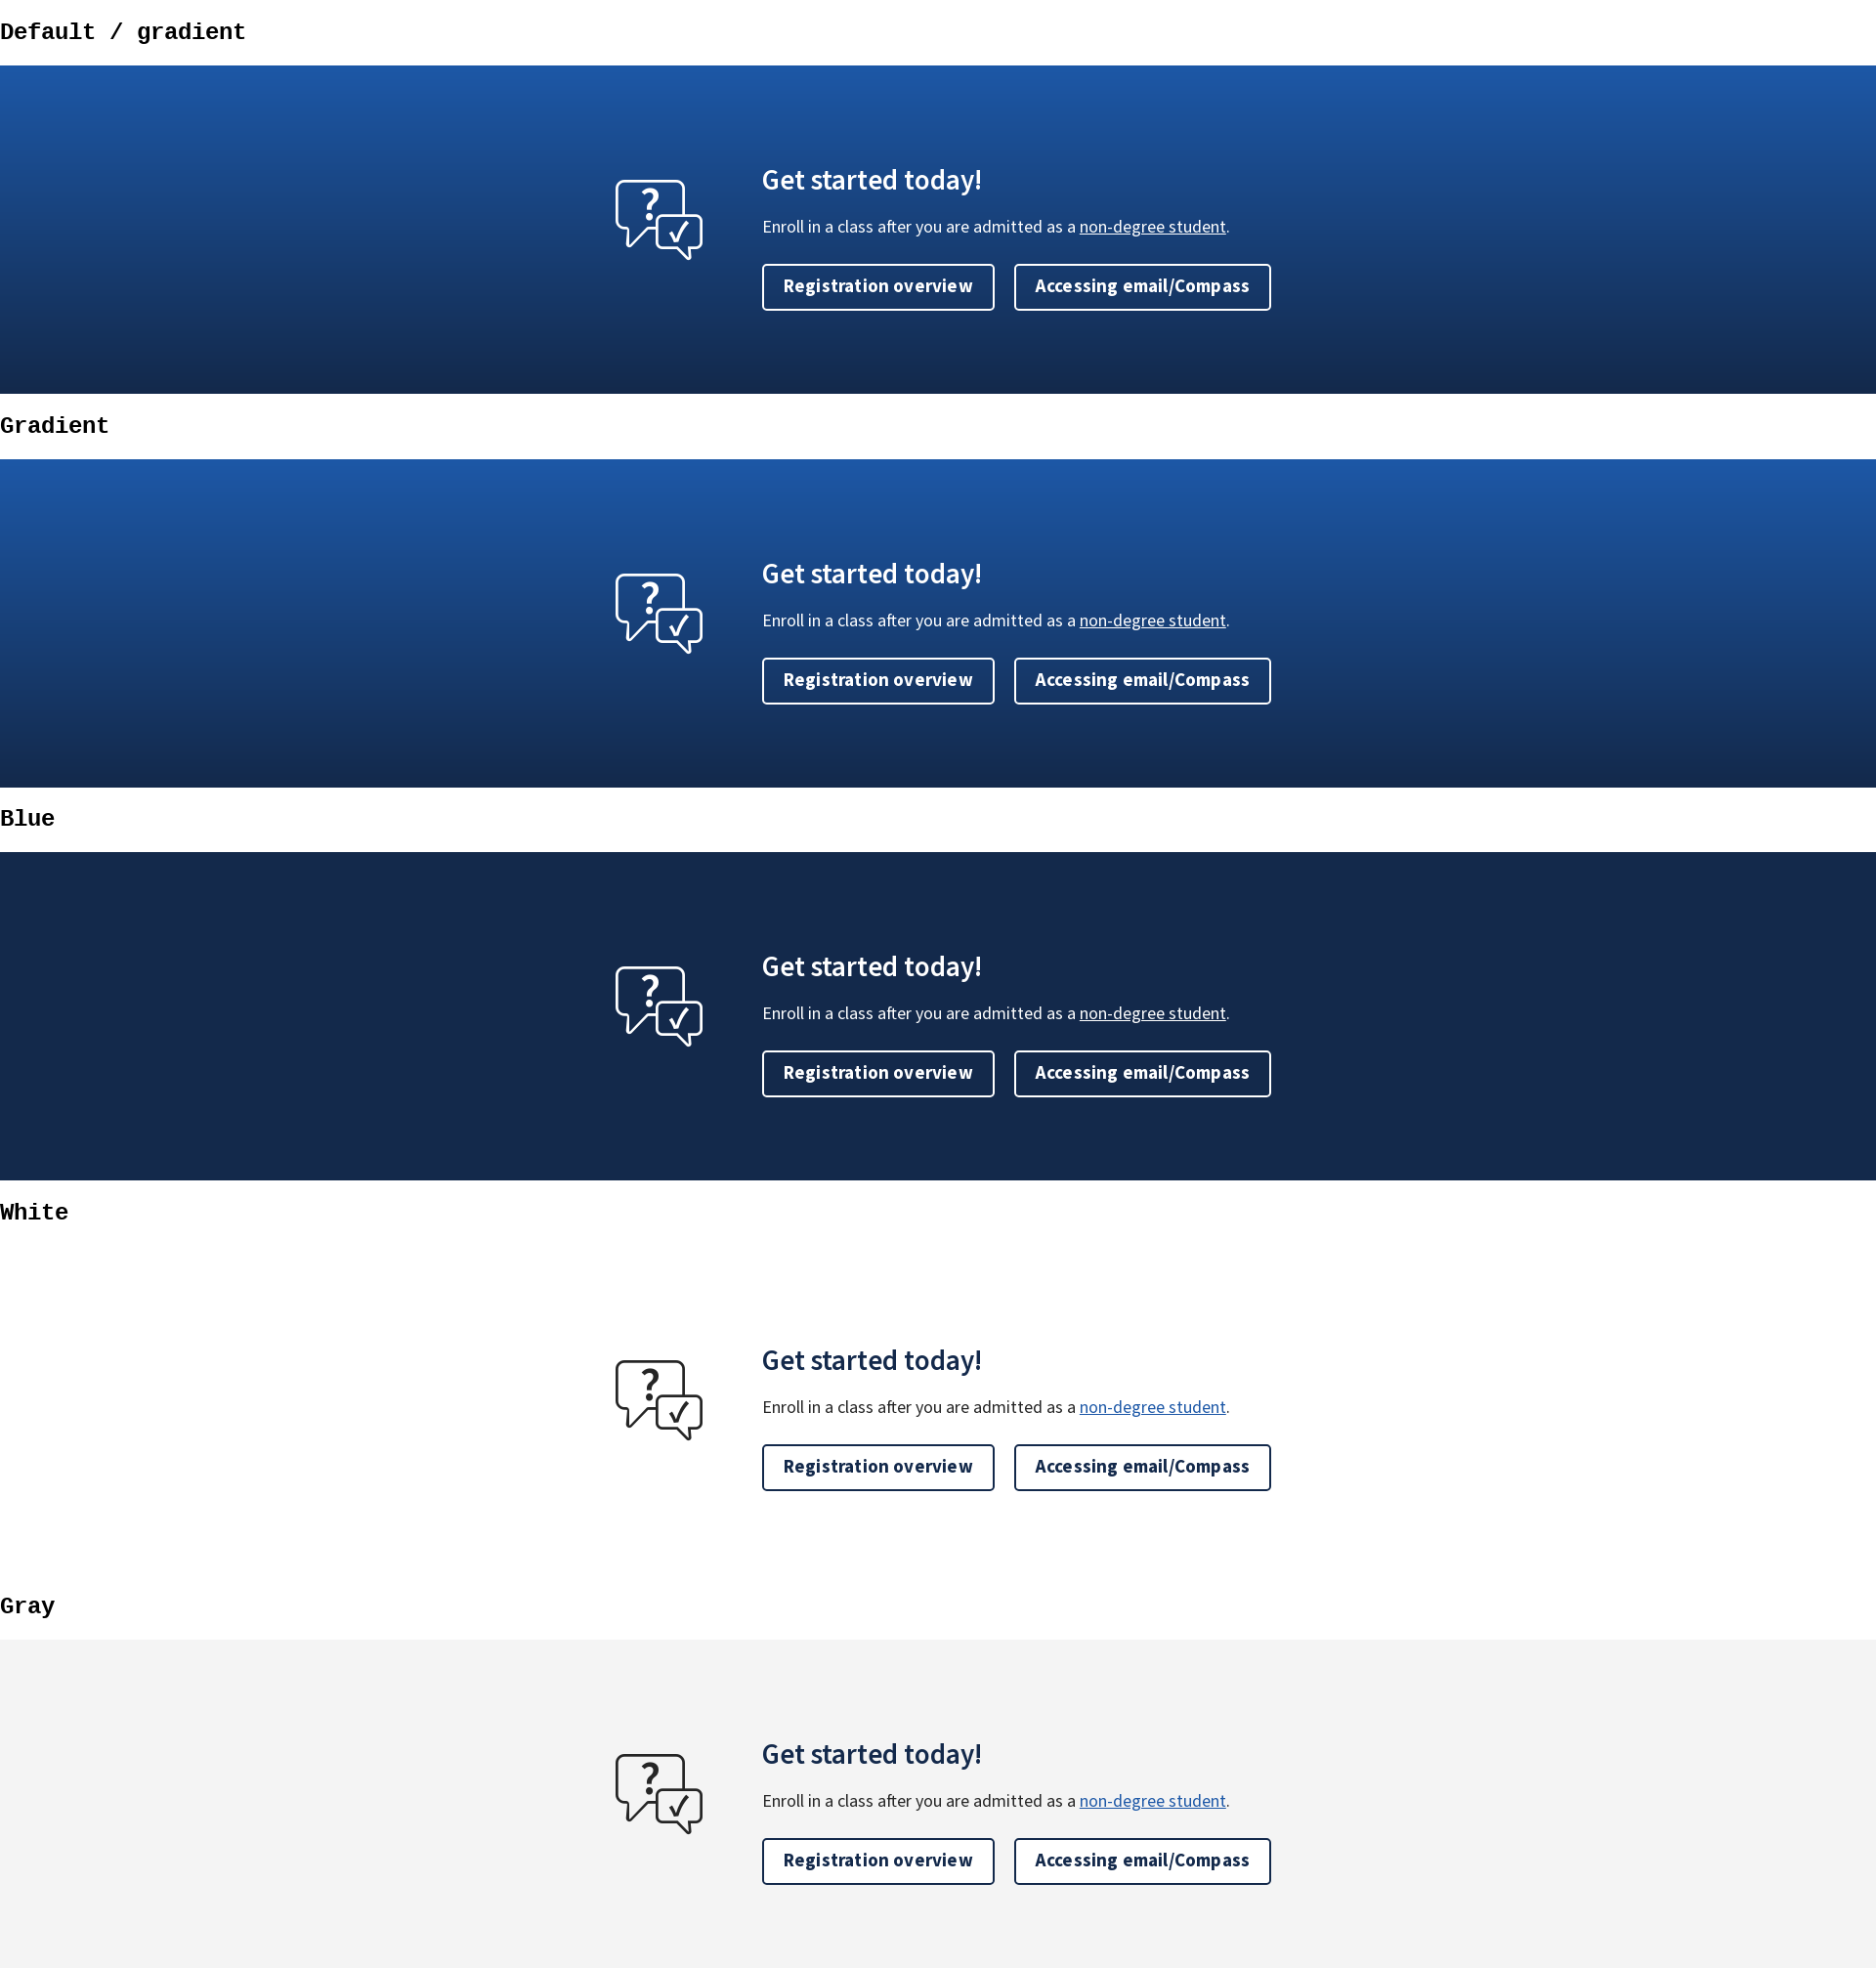 Default / gradient
Get started today!
Enroll in a class after you are admitted as a non-degree student.
Registration overview
Accessing email/Compass
Gradient
Get started today!
Enroll in a class after you are admitted as a non-degree student.
Registration overview
Accessing email/Compass
Blue
Get started today!
Enroll in a class after you are admitted as a non-degree student.
Registration overview
Accessing email/Compass
White
Get started today!
Enroll in a class after you are admitted as a non-degree student.
Registration overview
Accessing email/Compass
Gray
Get started today!
Enroll in a class after you are admitted as a non-degree student.
Registration overview
Accessing email/Compass